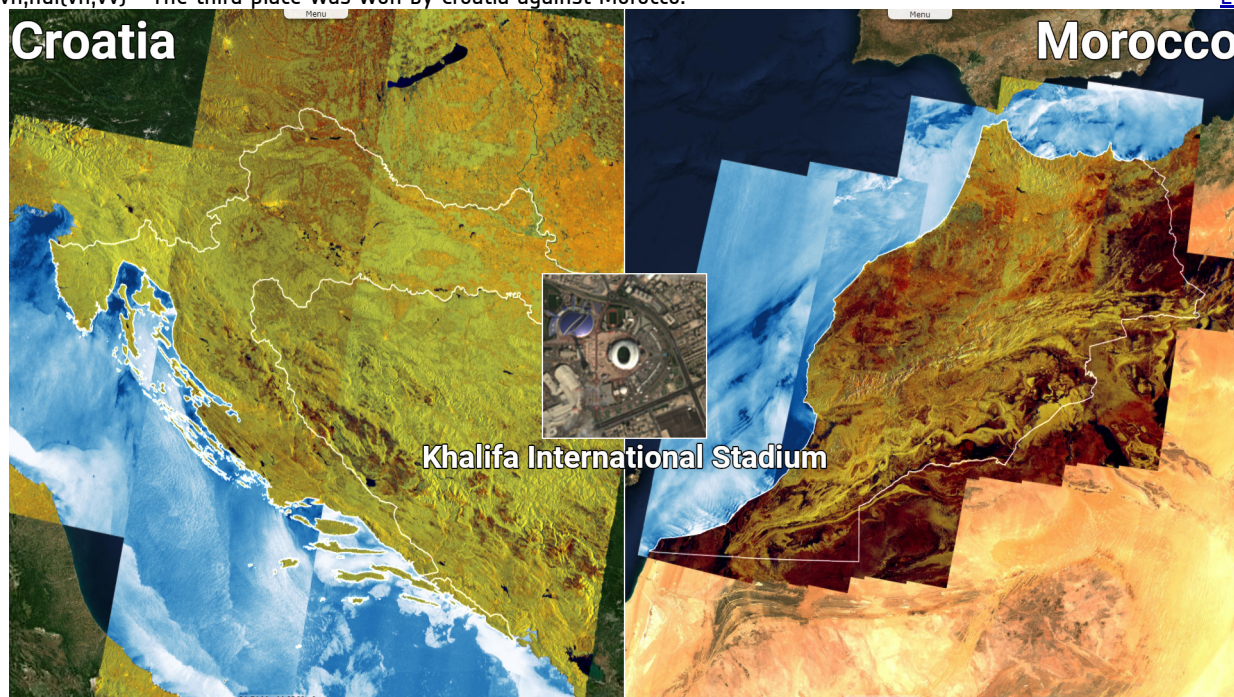 The third place was won by Croatia against Morocco.
Menu
Menu
Croatia
Morocco
Khalifa International Stadium